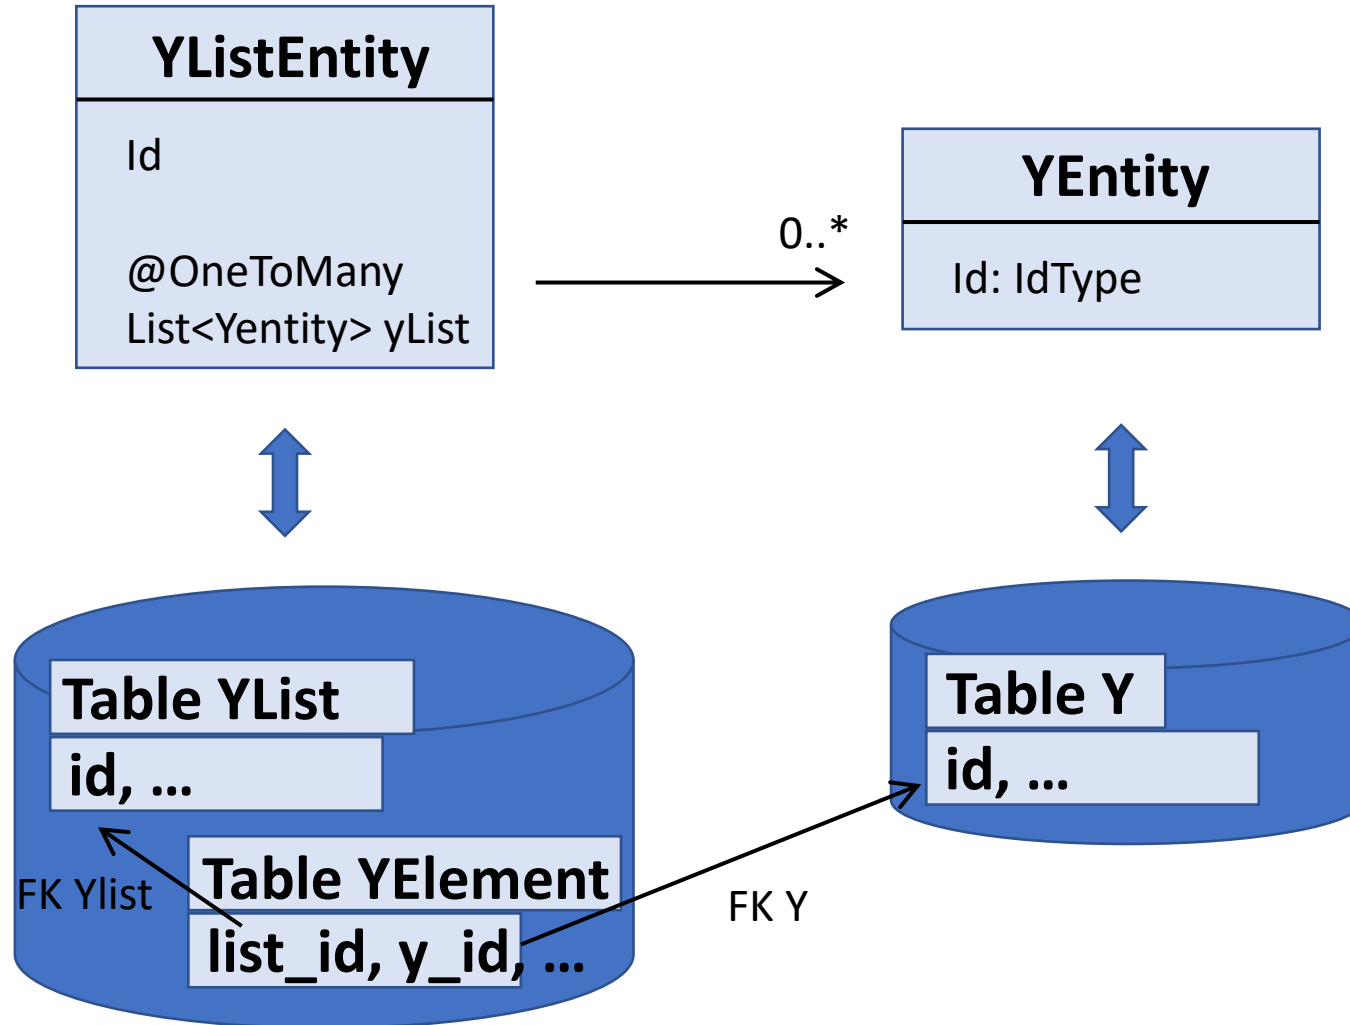 YListEntity
Id
@OneToMany
List<Yentity> yList
0..*
YEntity
Id: IdType
Table YList
id, ...
Table YElement
list_id, y_id, ...
FK Ylist
FK Y
Table Y
id, ...